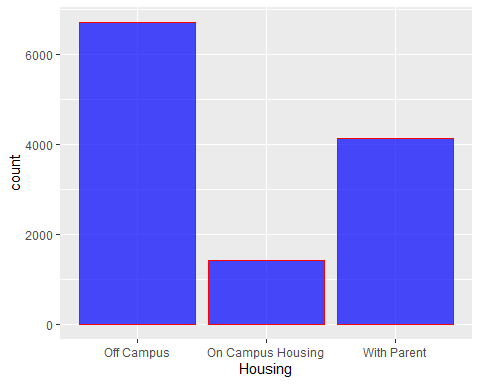 6000
4000
2000
0
count
Off Campus
On Campus Housing
With Parent
Housing